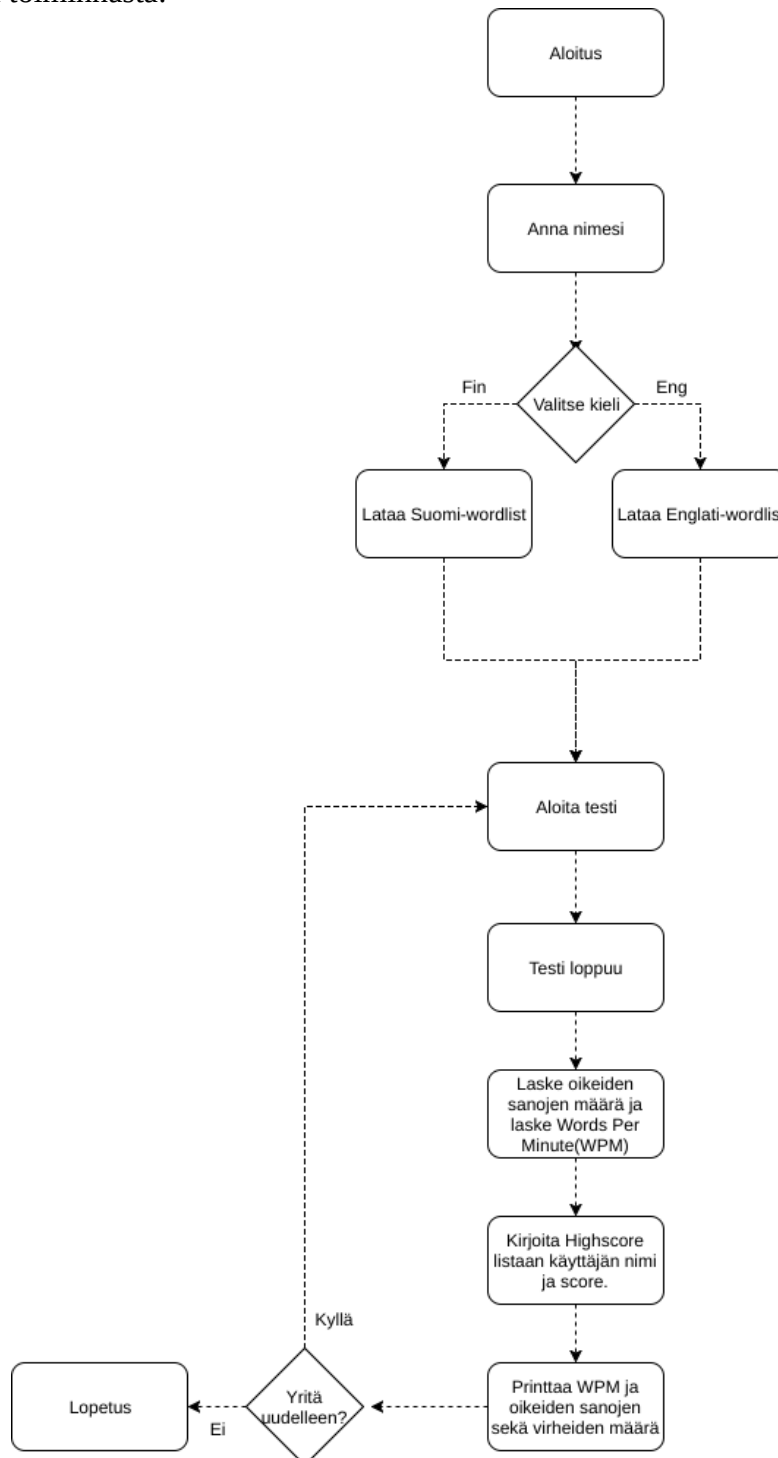 toiminnasta.
Aloitus
Anna nimesi
Valitse kieli
Fin
Eng
Lataa Suomi-wordlist
Lataa Englati-wordlis
Aloita testi
Testi loppuu
Laske oikeiden
sanojen määrä ja
laske Words Per
Minute(WPM)
Kirjoita Highscore
listaan käyttäjän nimi
ja score.
Printtaa WPM ja
oikeiden sanojen
sekä virheiden määrä
Yritä
uudelleen?
Kyllä
Ei
Lopetus